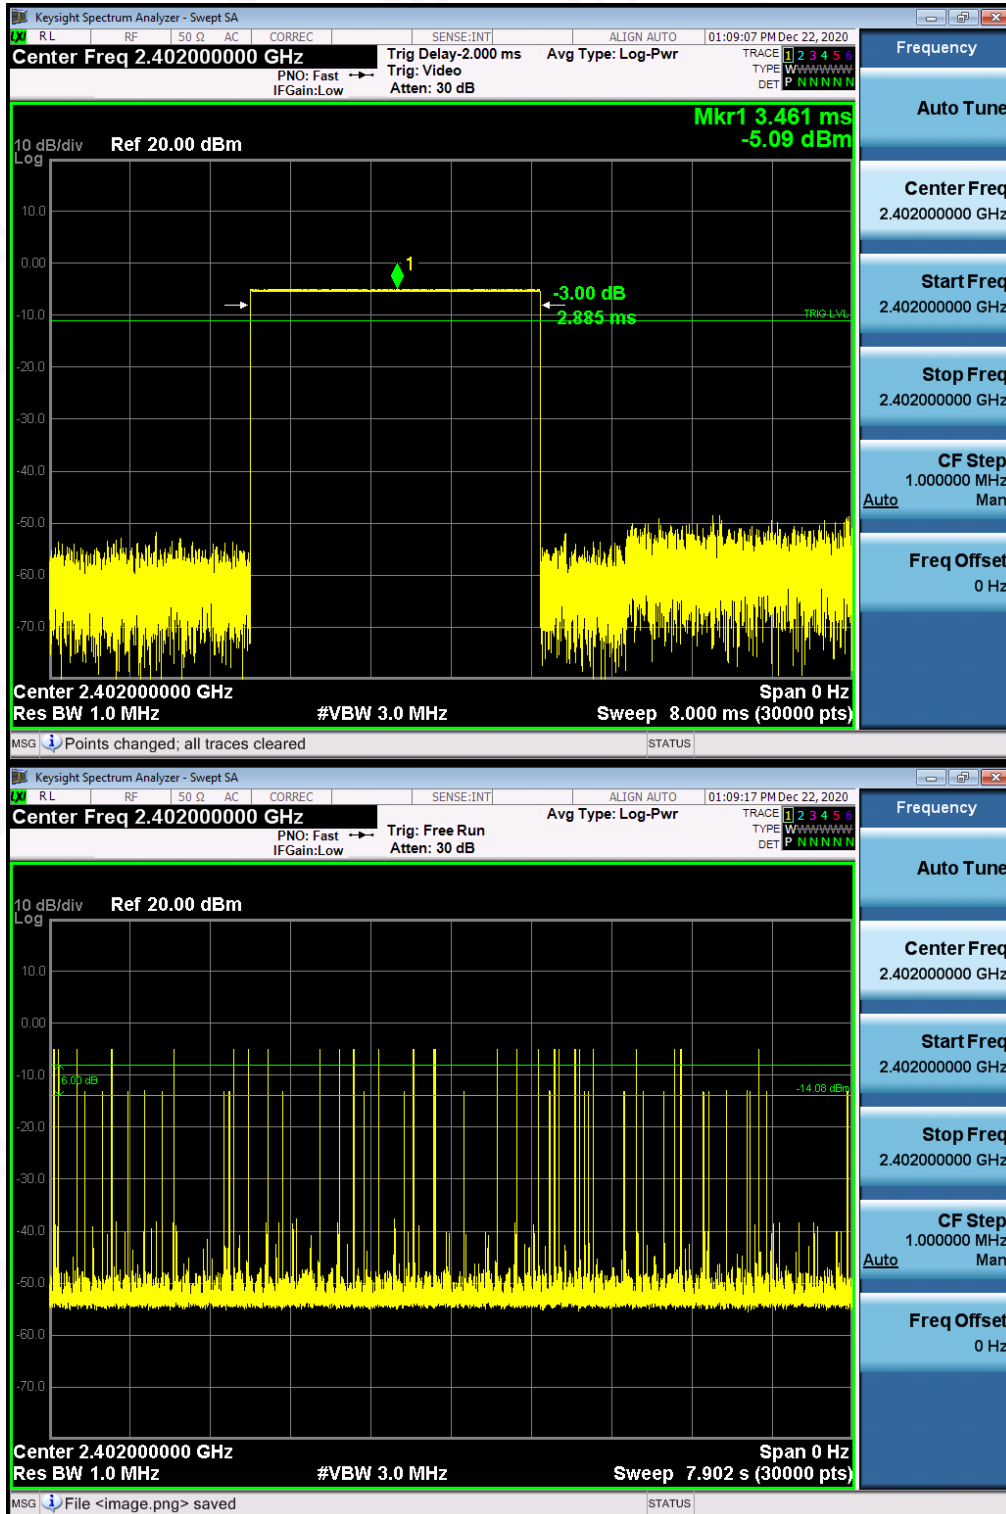 Keysight Spectrum Analyzer - Swept SA
LXI RL RF 50 Ω AC CORREC SENSE:INT ALIGN AUTO 01:09:07 PM Dec 22, 2020
Center Freq 2.402000000 GHz
PNO: Fast
IFGain:Low
Trig Delay-2.000 ms
Trig: Video
Atten: 30 dB
Avg Type: Log-Pwr
TRACE 1 2 3 4 5 6
TYPE WWWWWW
DET P N N N N N
Frequency
Mkr1 3.461 ms
-5.09 dBm
10 dB/div Ref 20.00 dBm
Log
10.0
0.00
-10.0
-20.0
-30.0
-40.0
-50.0
-60.0
-70.0
1
-3.00 dB
2.885 ms
TRIG LVL
Center 2.402000000 GHz Span 0 Hz
Res BW 1.0 MHz #VBW 3.0 MHz Sweep 8.000 ms (30000 pts)
MSG Points changed; all traces cleared STATUS
Auto Tune
Center Freq
2.402000000 GHz
Start Freq
2.402000000 GHz
Stop Freq
2.402000000 GHz
CF Step
1.000000 MHz
Auto Man
Freq Offset
0 Hz
Keysight Spectrum Analyzer - Swept SA
LXI RL RF 50 Ω AC CORREC SENSE:INT ALIGN AUTO 01:09:17 PM Dec 22, 2020
Center Freq 2.402000000 GHz
PNO: Fast
IFGain:Low
Trig: Free Run
Atten: 30 dB
Avg Type: Log-Pwr
TRACE 1 2 3 4 5 6
TYPE WWWWWW
DET P N N N N N
Frequency
10 dB/div Ref 20.00 dBm
Log
10.0
0.00
-10.0
-20.0
-30.0
-40.0
-50.0
-60.0
-70.0
6.00 dB
-14.08 dBm
Center 2.402000000 GHz Span 0 Hz
Res BW 1.0 MHz #VBW 3.0 MHz Sweep 7.902 s (30000 pts)
MSG File <image.png> saved STATUS
Auto Tune
Center Freq
2.402000000 GHz
Start Freq
2.402000000 GHz
Stop Freq
2.402000000 GHz
CF Step
1.000000 MHz
Auto Man
Freq Offset
0 Hz